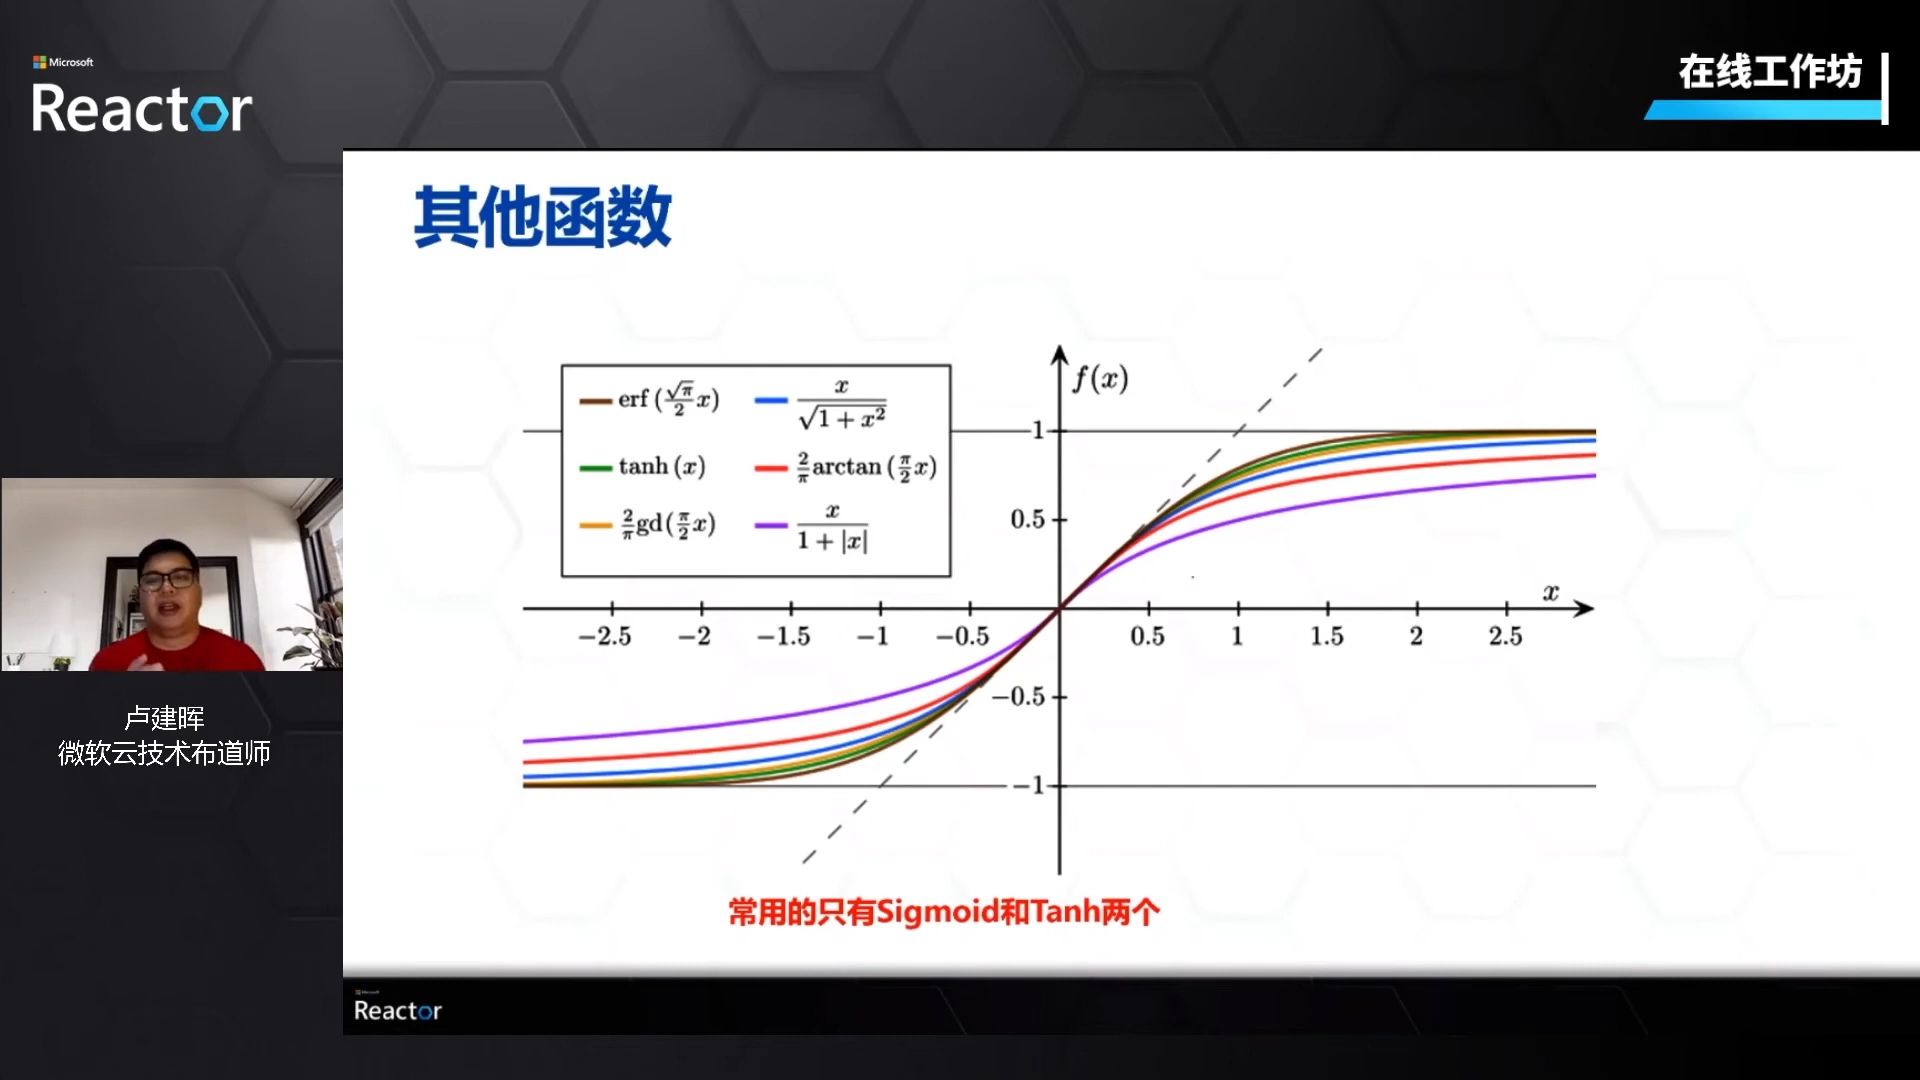 Microsoft
Reactor
在线工作坊
其他函数
f(x)
erf (√π/2 x)
x/√(1 + x²)
tanh (x)
2/π arctan (π/2 x)
2/π gd(π/2 x)
x/(1 + |x|)
1
0.5
x
−2.5 −2 −1.5 −1 −0.5 0.5 1 1.5 2 2.5
−0.5
−1
常用的只有Sigmoid和Tanh两个
卢建晖
微软云技术布道师
Microsoft
Reactor